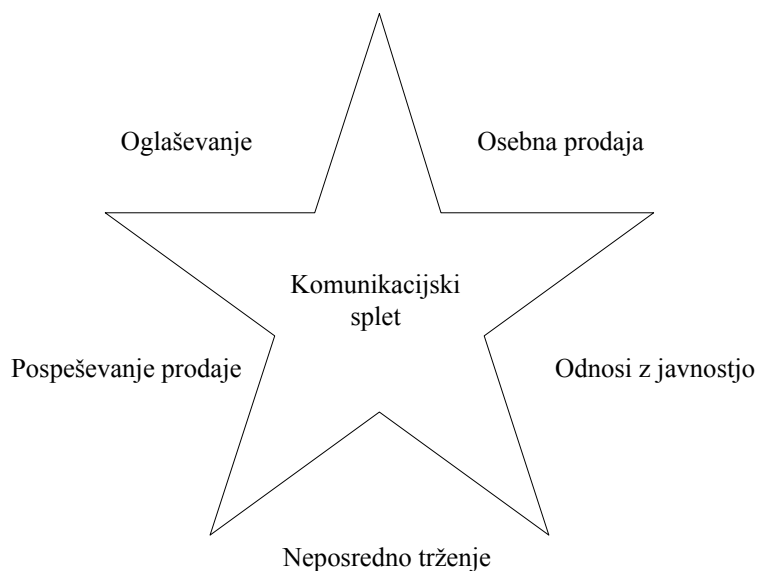 Oglaševanje
Osebna prodaja
Komunikacijski
splet
Pospeševanje prodaje
Odnosi z javnostjo
Neposredno trženje